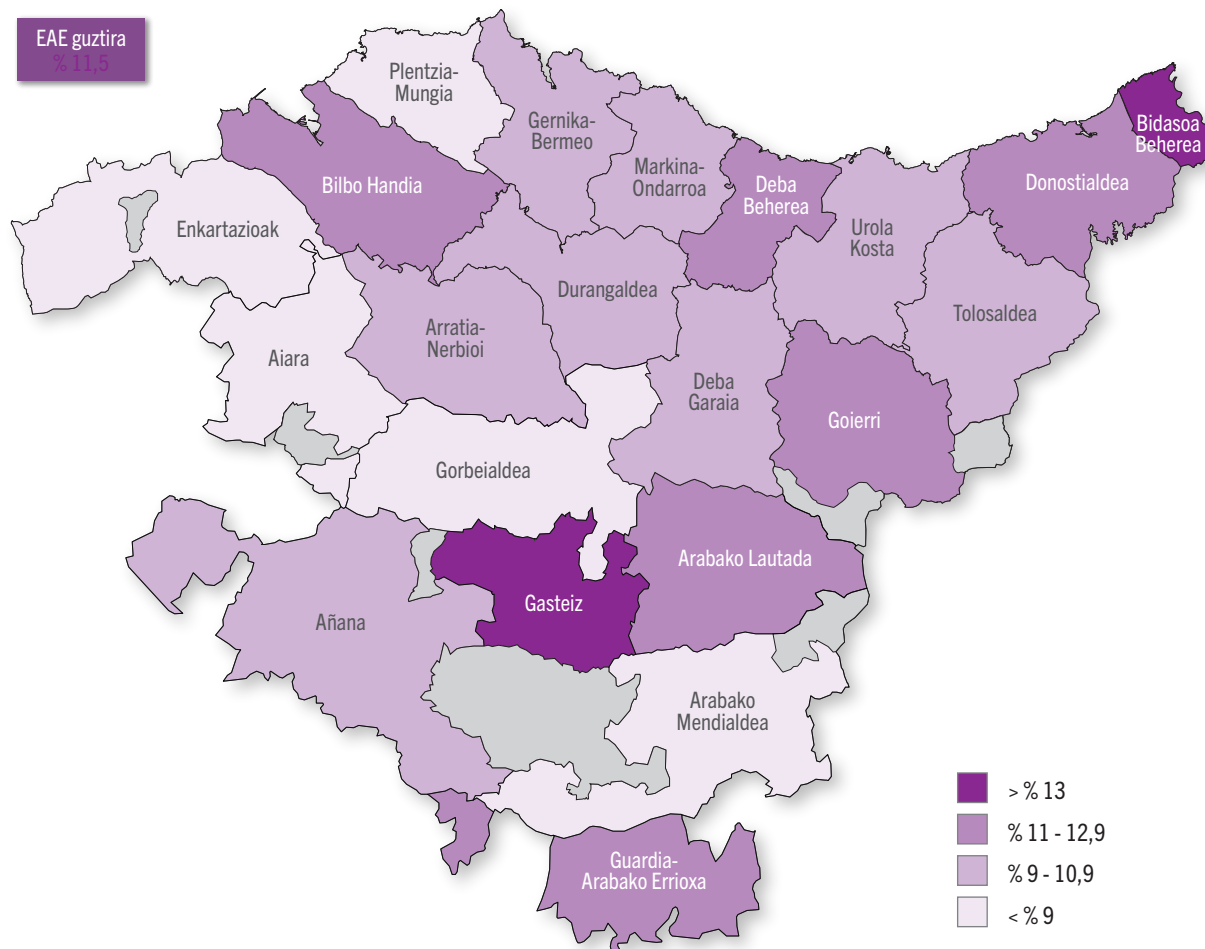 EAE guztira
% 11,5
Plentzia-
Mungia
Gernika-
Bermeo
Bidasoa
Beherea
Markina-
Ondarroa
Bilbo Handia
Deba
Beherea
Donostialdea
Enkartazioak
Urola
Kosta
Durangaldea
Tolosaldea
Arratia-
Nerbioi
Aiara
Deba
Garaia
Goierri
Gorbeialdea
Arabako Lautada
Gasteiz
Añana
Arabako
Mendialdea
Guardia-
Arabako Errioxa
> % 13
% 11 - 12,9
% 9 - 10,9
< % 9